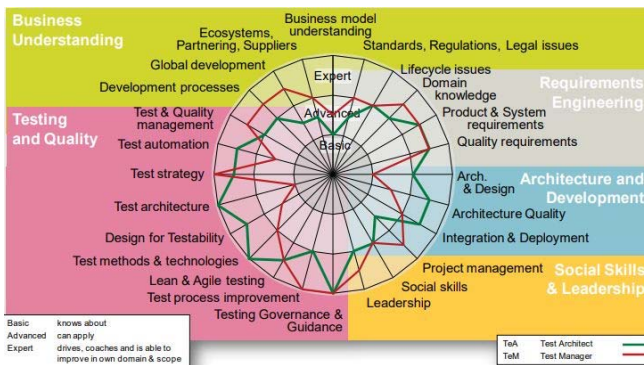 Business
Understanding
Ecosystems,
Partnering, Suppliers
Business model
understanding
Standards, Regulations, Legal issues
Global development
Development processes
Lifecycle issues
Domain
knowledge
Requirements
Engineering
Product & System
requirements
Quality requirements
Expert
Advanced
Basic
Testing
and Quality
Test & Quality
management
Test automation
Test strategy
Test architecture
Design for Testability
Test methods & technologies
Lean & Agile testing
Test process improvement
Testing Governance &
Guidance
Arch.
& Design
Architecture and
Development
Architecture Quality
Integration & Deployment
Project management
Social skills
Leadership
Social Skills
& Leadership
Basic knows about
Advanced can apply
Expert drives, coaches and is able to
improve in own domain & scope
TeA Test Architect
TeM Test Manager